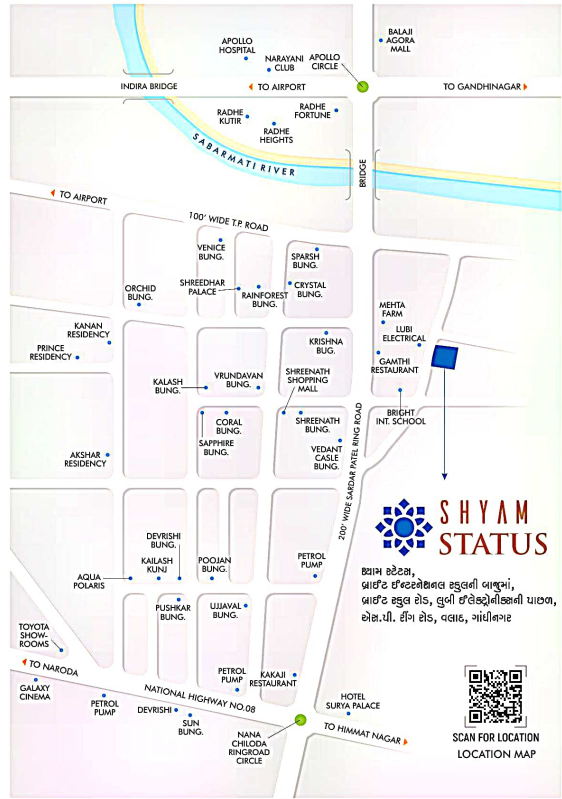 BALAJI
AGORA
MALL
APOLLO
HOSPITAL
NARAYANI
CLUB
APOLLO
CIRCLE
INDIRA BRIDGE
TO AIRPORT
TO GANDHINAGAR
RADHE
KUTIR
RADHE
HEIGHTS
RADHE
FORTUNE
SABARMATI RIVER
BRIDGE
TO AIRPORT
100' WIDE T.P. ROAD
VENICE
BUNG.
SPARSH
BUNG.
SHREEDHAR
PALACE
RAINFOREST
BUNG.
CRYSTAL
BUNG.
ORCHID
BUNG.
MEHTA
FARM
LUBI
ELECTRICAL
KANAN
RESIDENCY
PRINCE
RESIDENCY
KRISHNA
BUG.
GAMTHI
RESTAURANT
KALASH
BUNG.
VRUNDAVAN
BUNG.
SHREENATH
SHOPPING
MALL
BRIGHT
INT. SCHOOL
SAPPHIRE
BUNG.
CORAL
BUNG.
SHREENATH
BUNG.
VEDANT
CASLE
BUNG.
AKSHAR
RESIDENCY
200' WIDE SARDAR PATEL RING ROAD
SHYAM
STATUS
શ્યામ સ્ટેટસ,
બ્રાઈટ ઈન્ટરનેશનલ સ્કુલની બાજુમાં,
બ્રાઈટ સ્કુલ રોડ, લુબી ઈલેક્ટ્રોનીક્સની પાછળ,
એસ.પી. રીંગ રોડ, વલાદ, ગાંધીનગર
DEVRISHI
BUNG.
KAILASH
KUNJ
POOJAN
BUNG.
PETROL
PUMP
AQUA
POLARIS
PUSHKAR
BUNG.
UJJAVAL
BUNG.
TOYOTA
SHOW-
ROOMS
TO NARODA
GALAXY
CINEMA
PETROL
PUMP
NATIONAL HIGHWAY NO.08
DEVRISHI
SUN
BUNG.
PETROL
PUMP
KAKAJI
RESTAURANT
HOTEL
SURYA PALACE
NANA
CHILODA
RINGROAD
CIRCLE
TO HIMMAT NAGAR
SCAN FOR LOCATION
LOCATION MAP